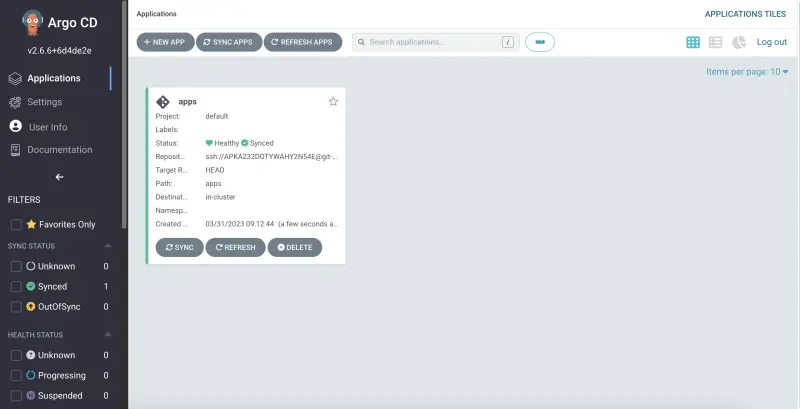 Argo CD
v2.6.6+6d4de2e
Applications
Settings
User Info
Documentation
FILTERS
Favorites Only
SYNC STATUS
Unknown 0
Synced 1
OutOfSync 0
HEALTH STATUS
Unknown 0
Progressing 0
Suspended 0
Applications
APPLICATIONS TILES
+ NEW APP
SYNC APPS
REFRESH APPS
Search applications...
/
Log out
Items per page: 10
apps
Project: default
Labels:
Status: Healthy Synced
Reposit... ssh://APKA232DOTYWAHY2N54E@git-...
Target R... HEAD
Path: apps
Destinat... in-cluster
Namesp...
Created ... 03/31/2023 09:12:44 (a few seconds a...
SYNC
REFRESH
DELETE